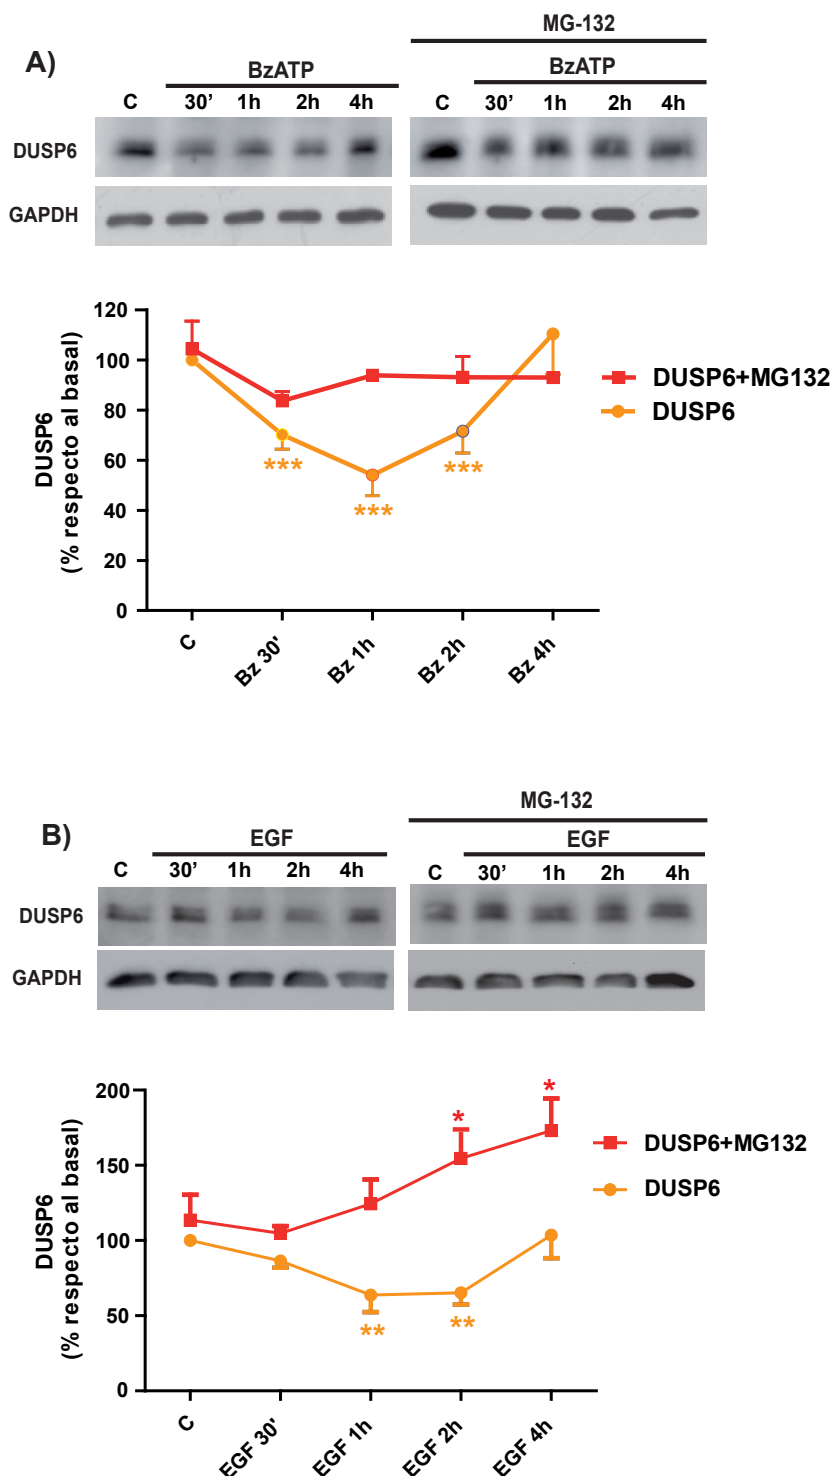 MG-132
A)
BzATP
BzATP
C 30’ 1h 2h 4h
C 30’ 1h 2h 4h
DUSP6
GAPDH
120
100
80
60
40
20
0
DUSP6
(% respecto al basal)
***
***
***
DUSP6+MG132
DUSP6
C
Bz 30'
Bz 1h
Bz 2h
Bz 4h
MG-132
B)
EGF
EGF
C 30’ 1h 2h 4h
C 30’ 1h 2h 4h
DUSP6
GAPDH
200
150
100
50
0
DUSP6
(% respecto al basal)
*
*
**
**
DUSP6+MG132
DUSP6
C
EGF 30'
EGF 1h
EGF 2h
EGF 4h